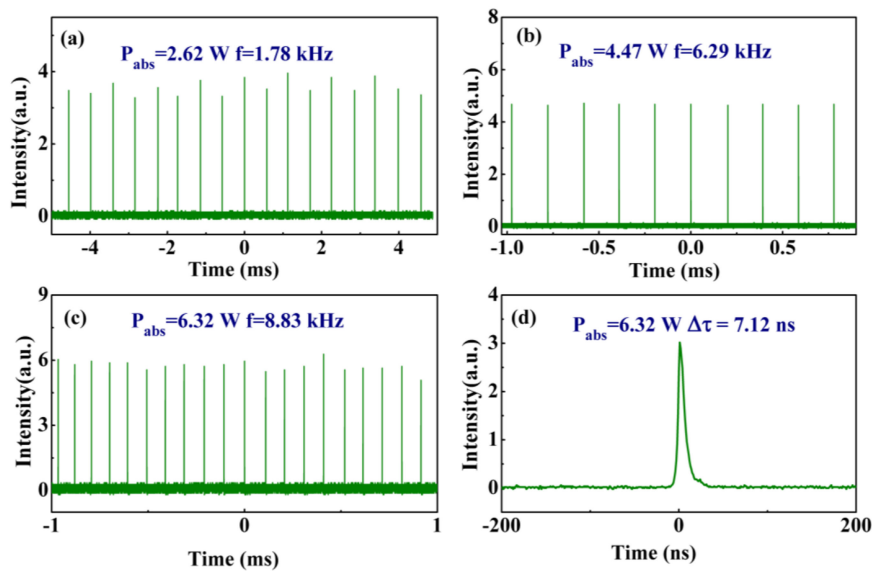 (a)
P_abs=2.62 W f=1.78 kHz
Intensity(a.u.)
4
2
0
-4 -2 0 2 4
Time (ms)
(b)
P_abs=4.47 W f=6.29 kHz
Intensity(a.u.)
8
6
4
2
0
-1.0 -0.5 0.0 0.5
Time (ms)
(c)
P_abs=6.32 W f=8.83 kHz
Intensity(a.u.)
9
6
3
0
-1 0 1
Time (ms)
(d)
P_abs=6.32 W Δτ = 7.12 ns
Intensity(a.u.)
4
3
2
1
0
-200 0 200
Time (ns)